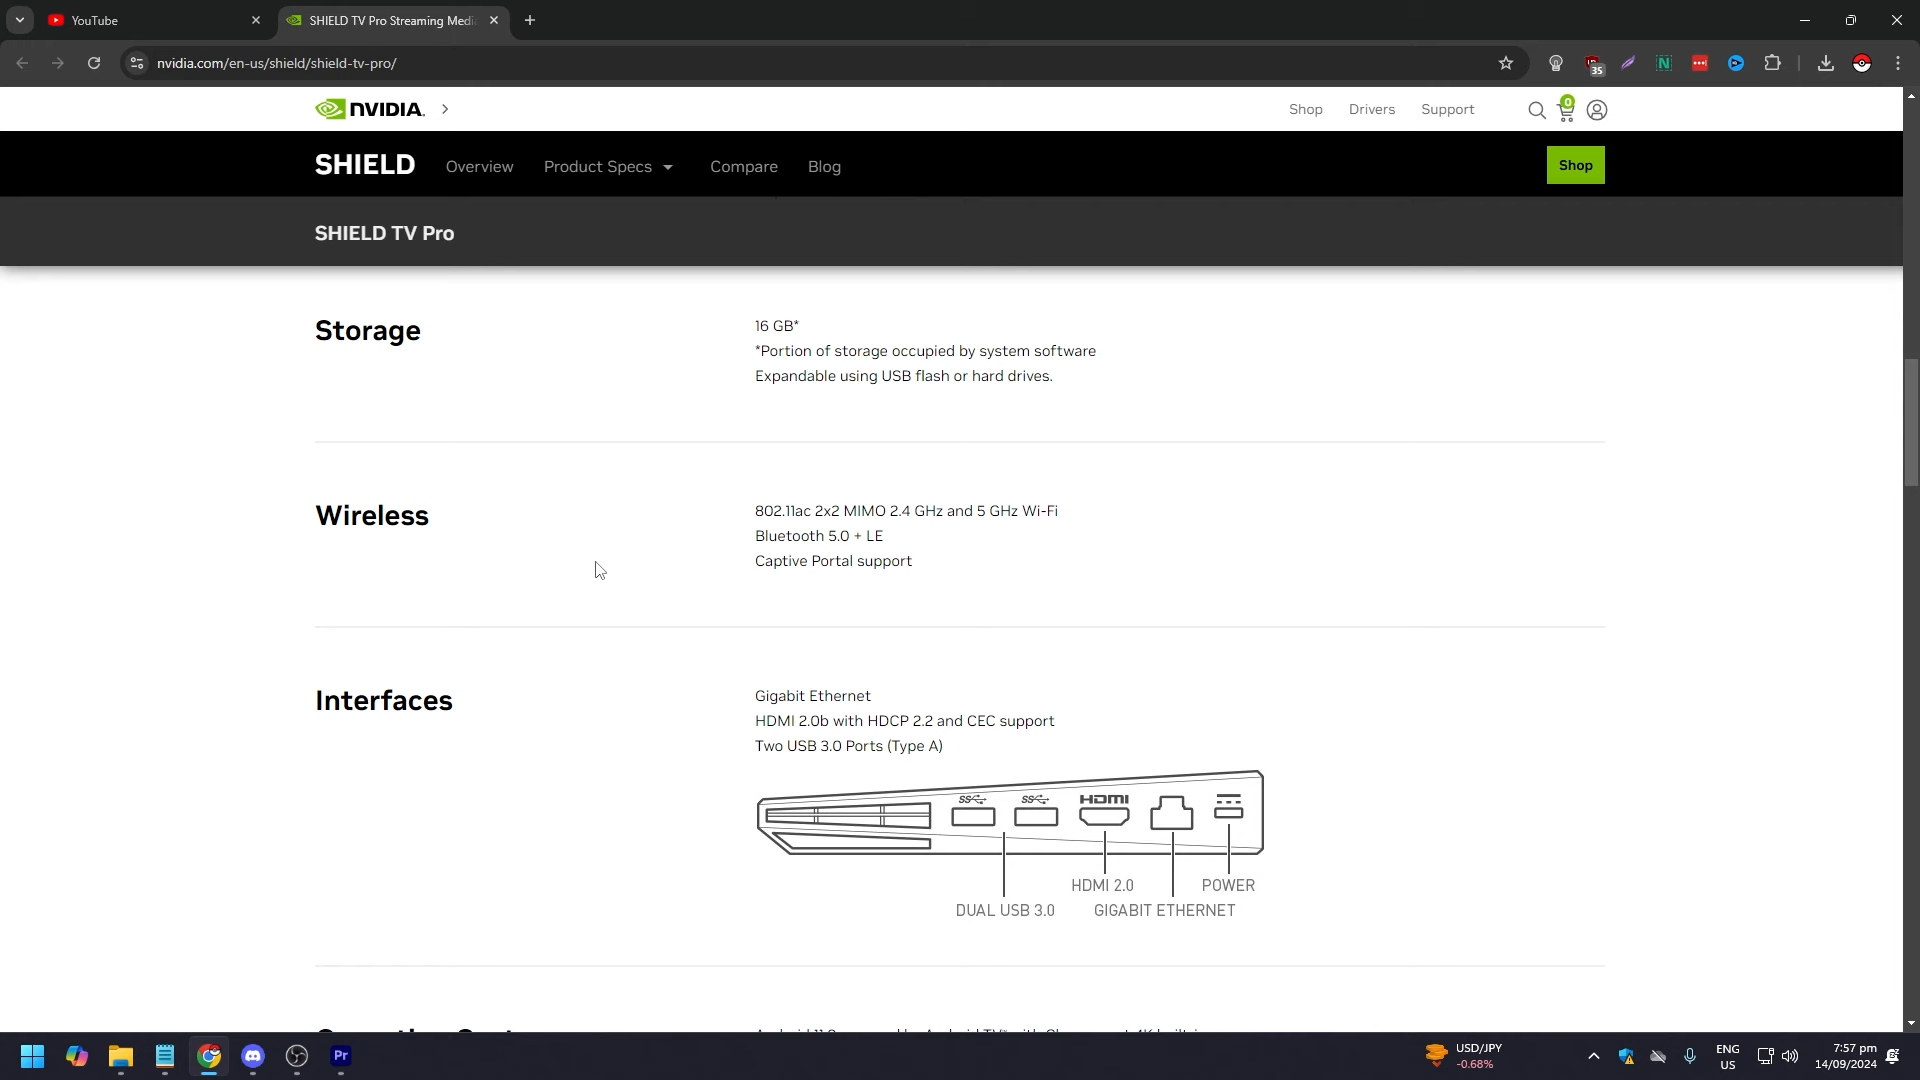 YouTube
SHIELD TV Pro Streaming Medi
nvidia.com/en-us/shield/shield-tv-pro/
35
N
NVIDIA.
Shop
Drivers
Support
0
SHIELD
Overview
Product Specs
Compare
Blog
Shop
SHIELD TV Pro
Storage
16 GB*
*Portion of storage occupied by system software
Expandable using USB flash or hard drives.
Wireless
802.11ac 2x2 MIMO 2.4 GHz and 5 GHz Wi-Fi
Bluetooth 5.0 + LE
Captive Portal support
Interfaces
Gigabit Ethernet
HDMI 2.0b with HDCP 2.2 and CEC support
Two USB 3.0 Ports (Type A)
SS
SS
HDMI
HDMI 2.0
POWER
DUAL USB 3.0
GIGABIT ETHERNET
Pr
USD/JPY
-0.68%
ENG
US
7:57 pm
14/09/2024